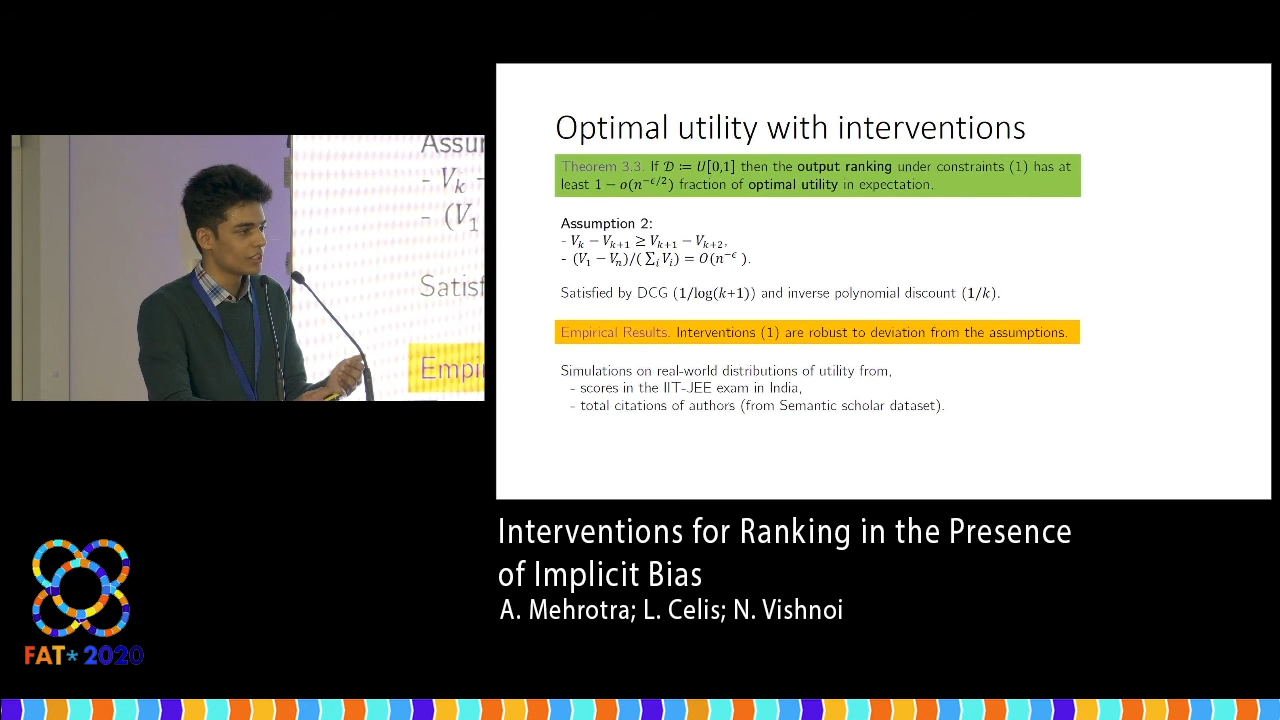 Assum
- V_k -
- (V_1
Satisf
Empi
Optimal utility with interventions
Theorem 3.3. If 𝒟 ≔ U[0,1] then the output ranking under constraints (1) has at
least 1 − o(n^{−ϵ/2}) fraction of optimal utility in expectation.
Assumption 2:
- V_k − V_{k+1} ≥ V_{k+1} − V_{k+2},
- (V_1 − V_n)/( ∑_i V_i) = O(n^{−ϵ} ).
Satisfied by DCG (1/log(k+1)) and inverse polynomial discount (1/k).
Empirical Results. Interventions (1) are robust to deviation from the assumptions.
Simulations on real-world distributions of utility from,
- scores in the IIT-JEE exam in India,
- total citations of authors (from Semantic scholar dataset).
Interventions for Ranking in the Presence
of Implicit Bias
A. Mehrotra; L. Celis; N. Vishnoi
FAT* 2020